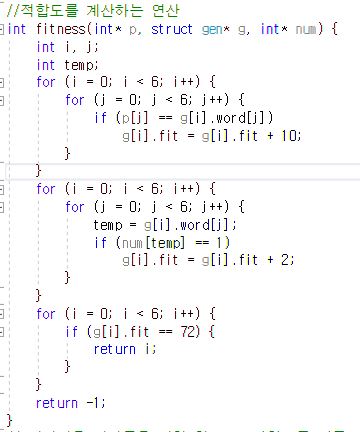 //적합도를 계산하는 연산
int fitness(int* p, struct gen* g, int* num) {
int i, j;
int temp;
for (i = 0; i < 6; i++) {
for (j = 0; j < 6; j++) {
if (p[j] == g[i].word[j])
g[i].fit = g[i].fit + 10;
}
}
for (i = 0; i < 6; i++) {
for (j = 0; j < 6; j++) {
temp = g[i].word[j];
if (num[temp] == 1)
g[i].fit = g[i].fit + 2;
}
}
for (i = 0; i < 6; i++) {
if (g[i].fit == 72) {
return i;
}
}
return -1;
}